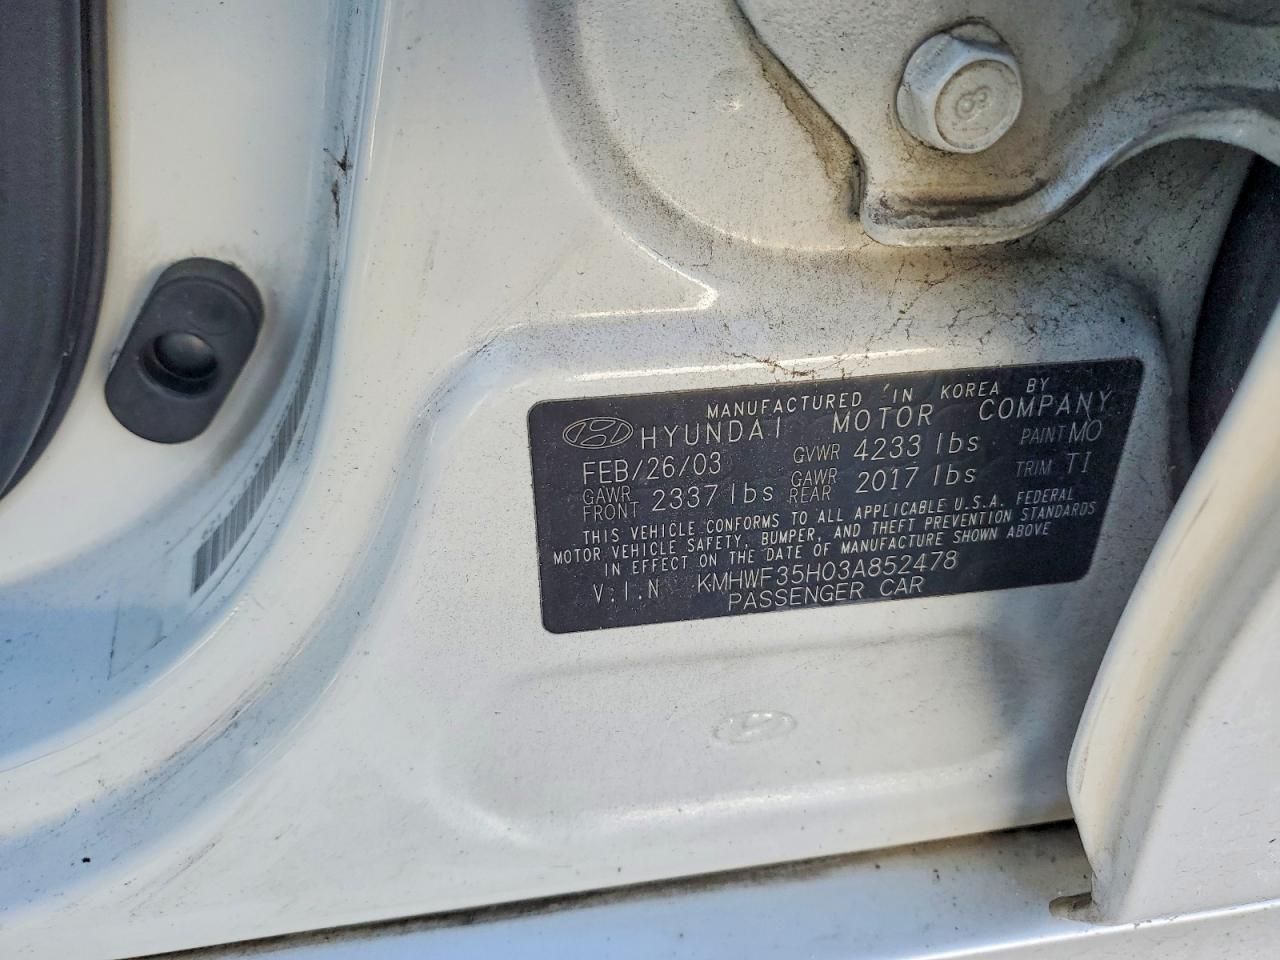 MANUFACTURED IN KOREA BY
HYUNDAI MOTOR COMPANY
FEB/26/03 GVWR 4233 lbs PAINT MO
GAWR FRONT 2337 lbs GAWR REAR 2017 lbs TRIM TI
THIS VEHICLE CONFORMS TO ALL APPLICABLE U.S.A. FEDERAL
MOTOR VEHICLE SAFETY, BUMPER, AND THEFT PREVENTION STANDARDS
IN EFFECT ON THE DATE OF MANUFACTURE SHOWN ABOVE
V.I.N KMHWF35H03A852478
PASSENGER CAR
8